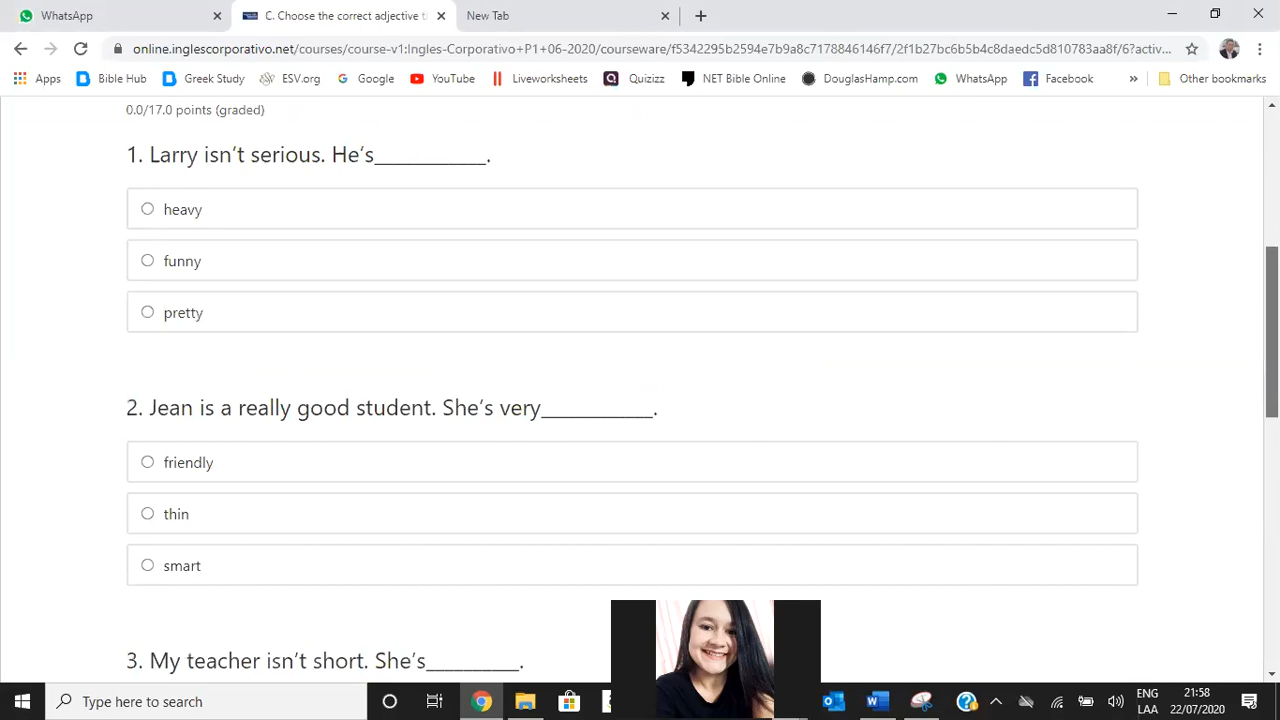 WhatsApp
C. Choose the correct adjective t
New Tab
online.inglescorporativo.net/courses/course-v1:Ingles-Corporativo+P1+06-2020/courseware/f5342293b2594e7b9a8c7178846146f7/2f1b27bc6b5b4c8daedc5d810783aa8f/6?activ...
Apps Bible Hub Greek Study ESV.org Google YouTube Liveworksheets Quizizz NET Bible Online DouglasHamp.com WhatsApp Facebook » Other bookmarks
0.0/17.0 points (graded)
1. Larry isn’t serious. He’s___________.
heavy
funny
pretty
2. Jean is a really good student. She’s very___________.
friendly
thin
smart
3. My teacher isn’t short. She’s_________.
Type here to search
ENG 21:58
LAA 22/07/2020